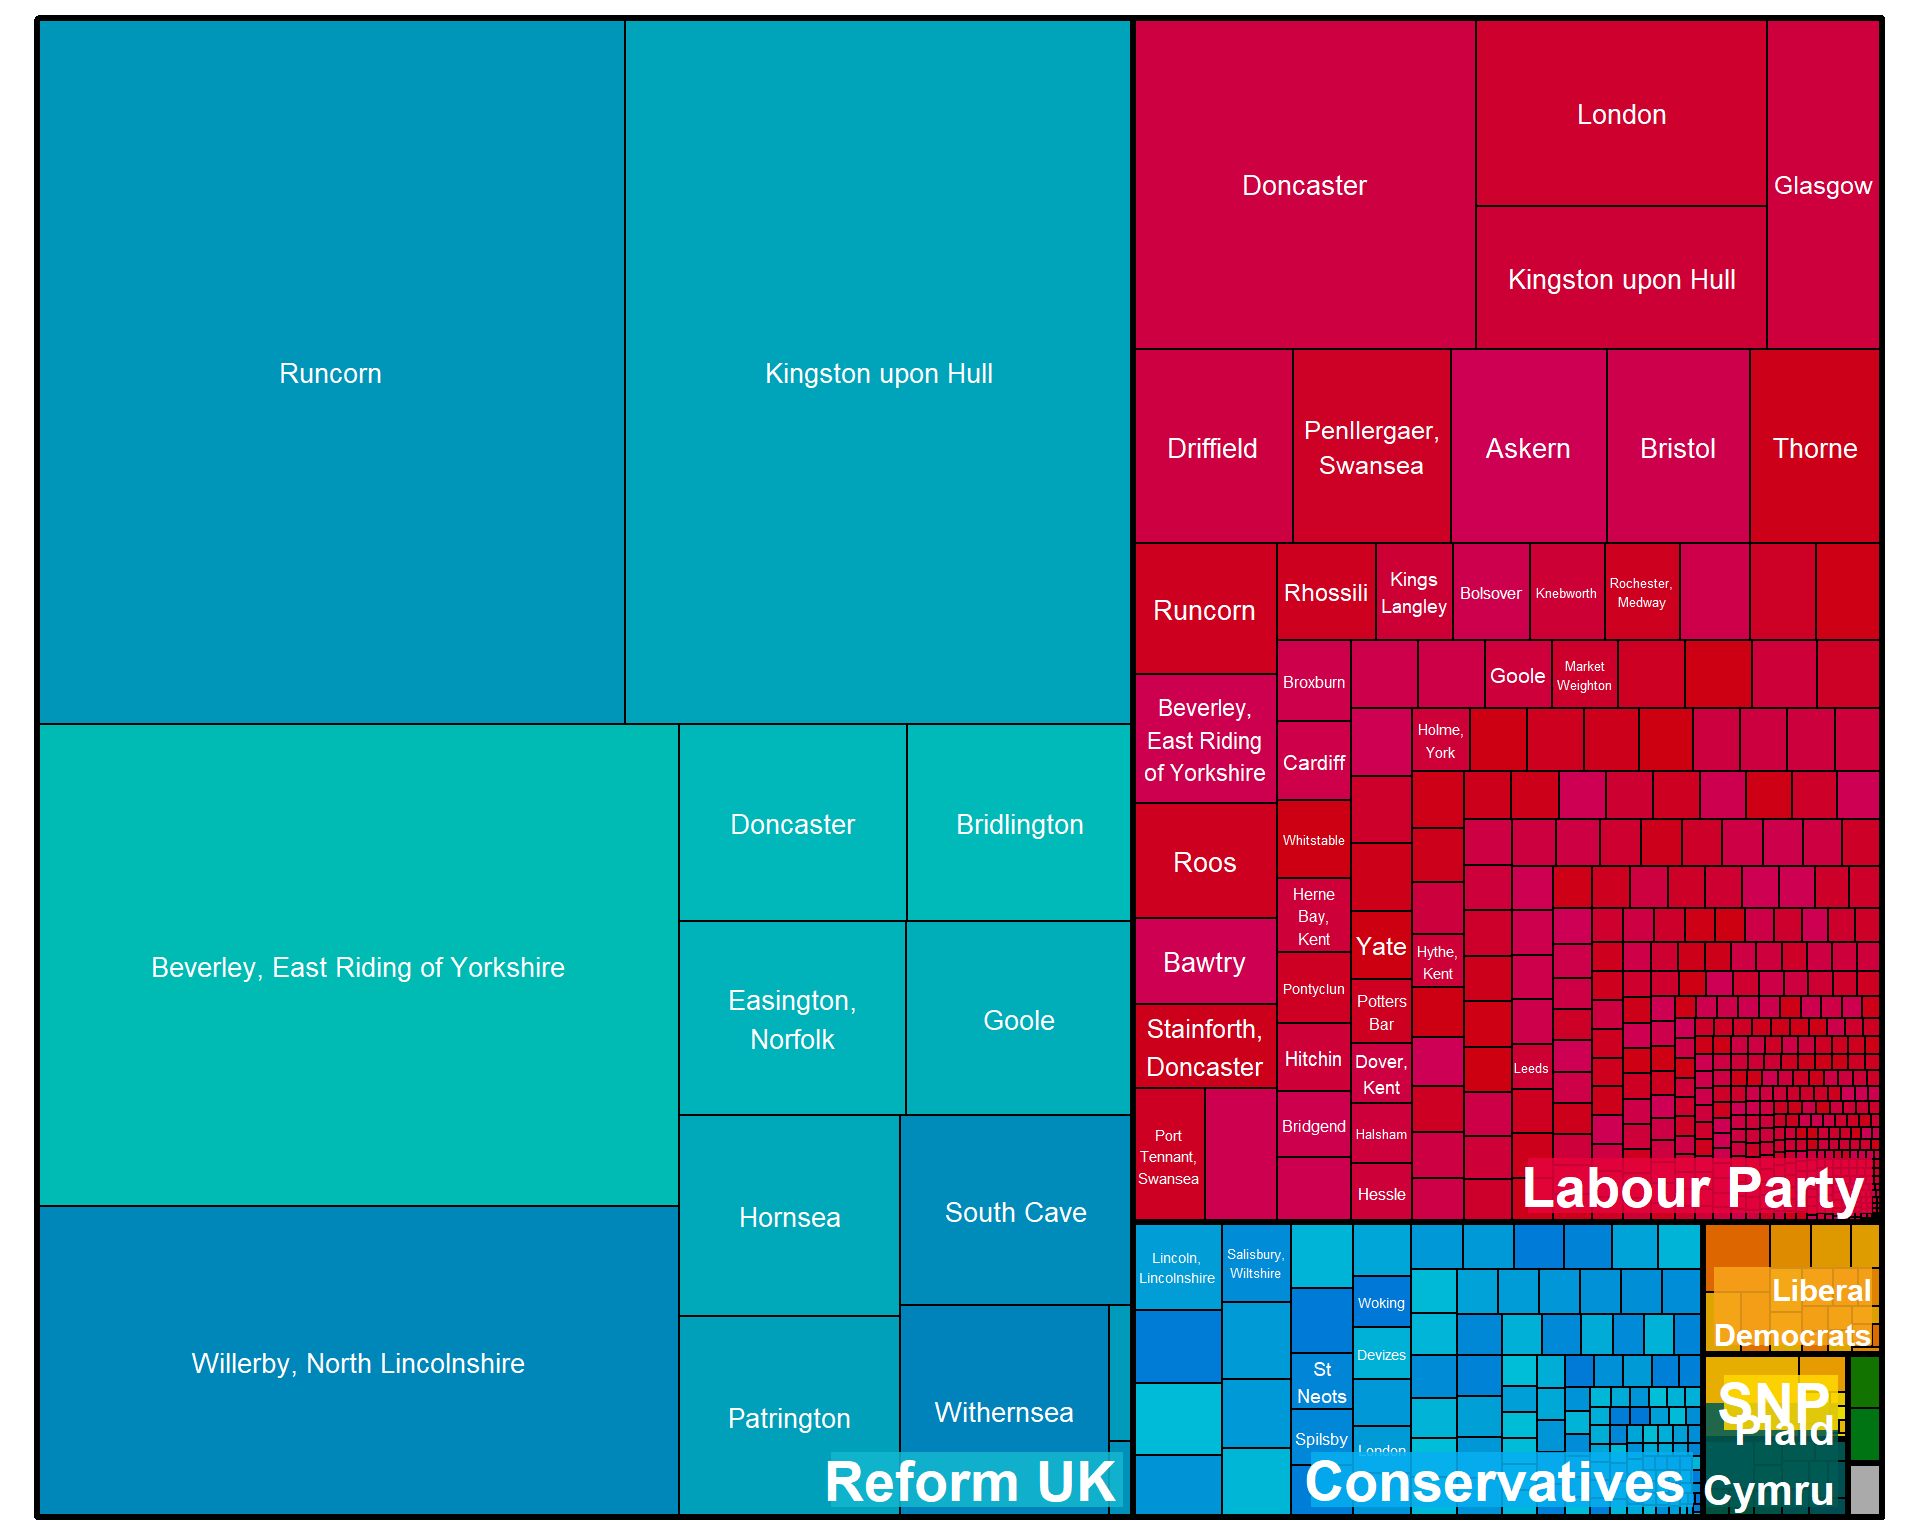 Runcorn
Kingston upon Hull
Beverley, East Riding of Yorkshire
Willerby, North Lincolnshire
Doncaster
Bridlington
Easington,
Norfolk
Goole
Hornsea
South Cave
Patrington
Withernsea
Reform UK
Doncaster
London
Kingston upon Hull
Glasgow
Driffield
Penllergaer,
Swansea
Askern
Bristol
Thorne
Runcorn
Rhossili
Kings
Langley
Bolsover
Knebworth
Rochester,
Medway
Beverley,
East Riding
of Yorkshire
Broxburn
Goole
Market
Weighton
Cardiff
Holme,
York
Roos
Whitstable
Herne
Bay,
Kent
Yate
Hythe,
Kent
Bawtry
Pontyclun
Potters
Bar
Stainforth,
Doncaster
Hitchin
Dover,
Kent
Leeds
Port
Tennant,
Swansea
Bridgend
Halsham
Hessle
Labour Party
Lincoln,
Lincolnshire
Salisbury,
Wiltshire
Woking
Devizes
St
Neots
Spilsby
London
Conservatives
Liberal
Democrats
SNP
Plaid
Cymru